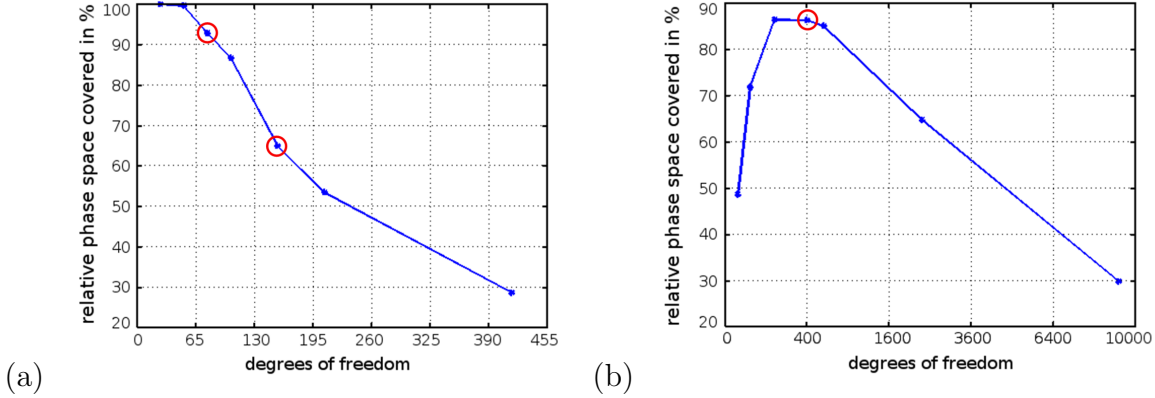 relative phase space covered in %
100
90
80
70
60
50
40
30
20
0 65 130 195 260 325 390 455
degrees of freedom
(a)
relative phase space covered in %
90
80
70
60
50
40
30
20
0 400 1600 3600 6400 10000
degrees of freedom
(b)